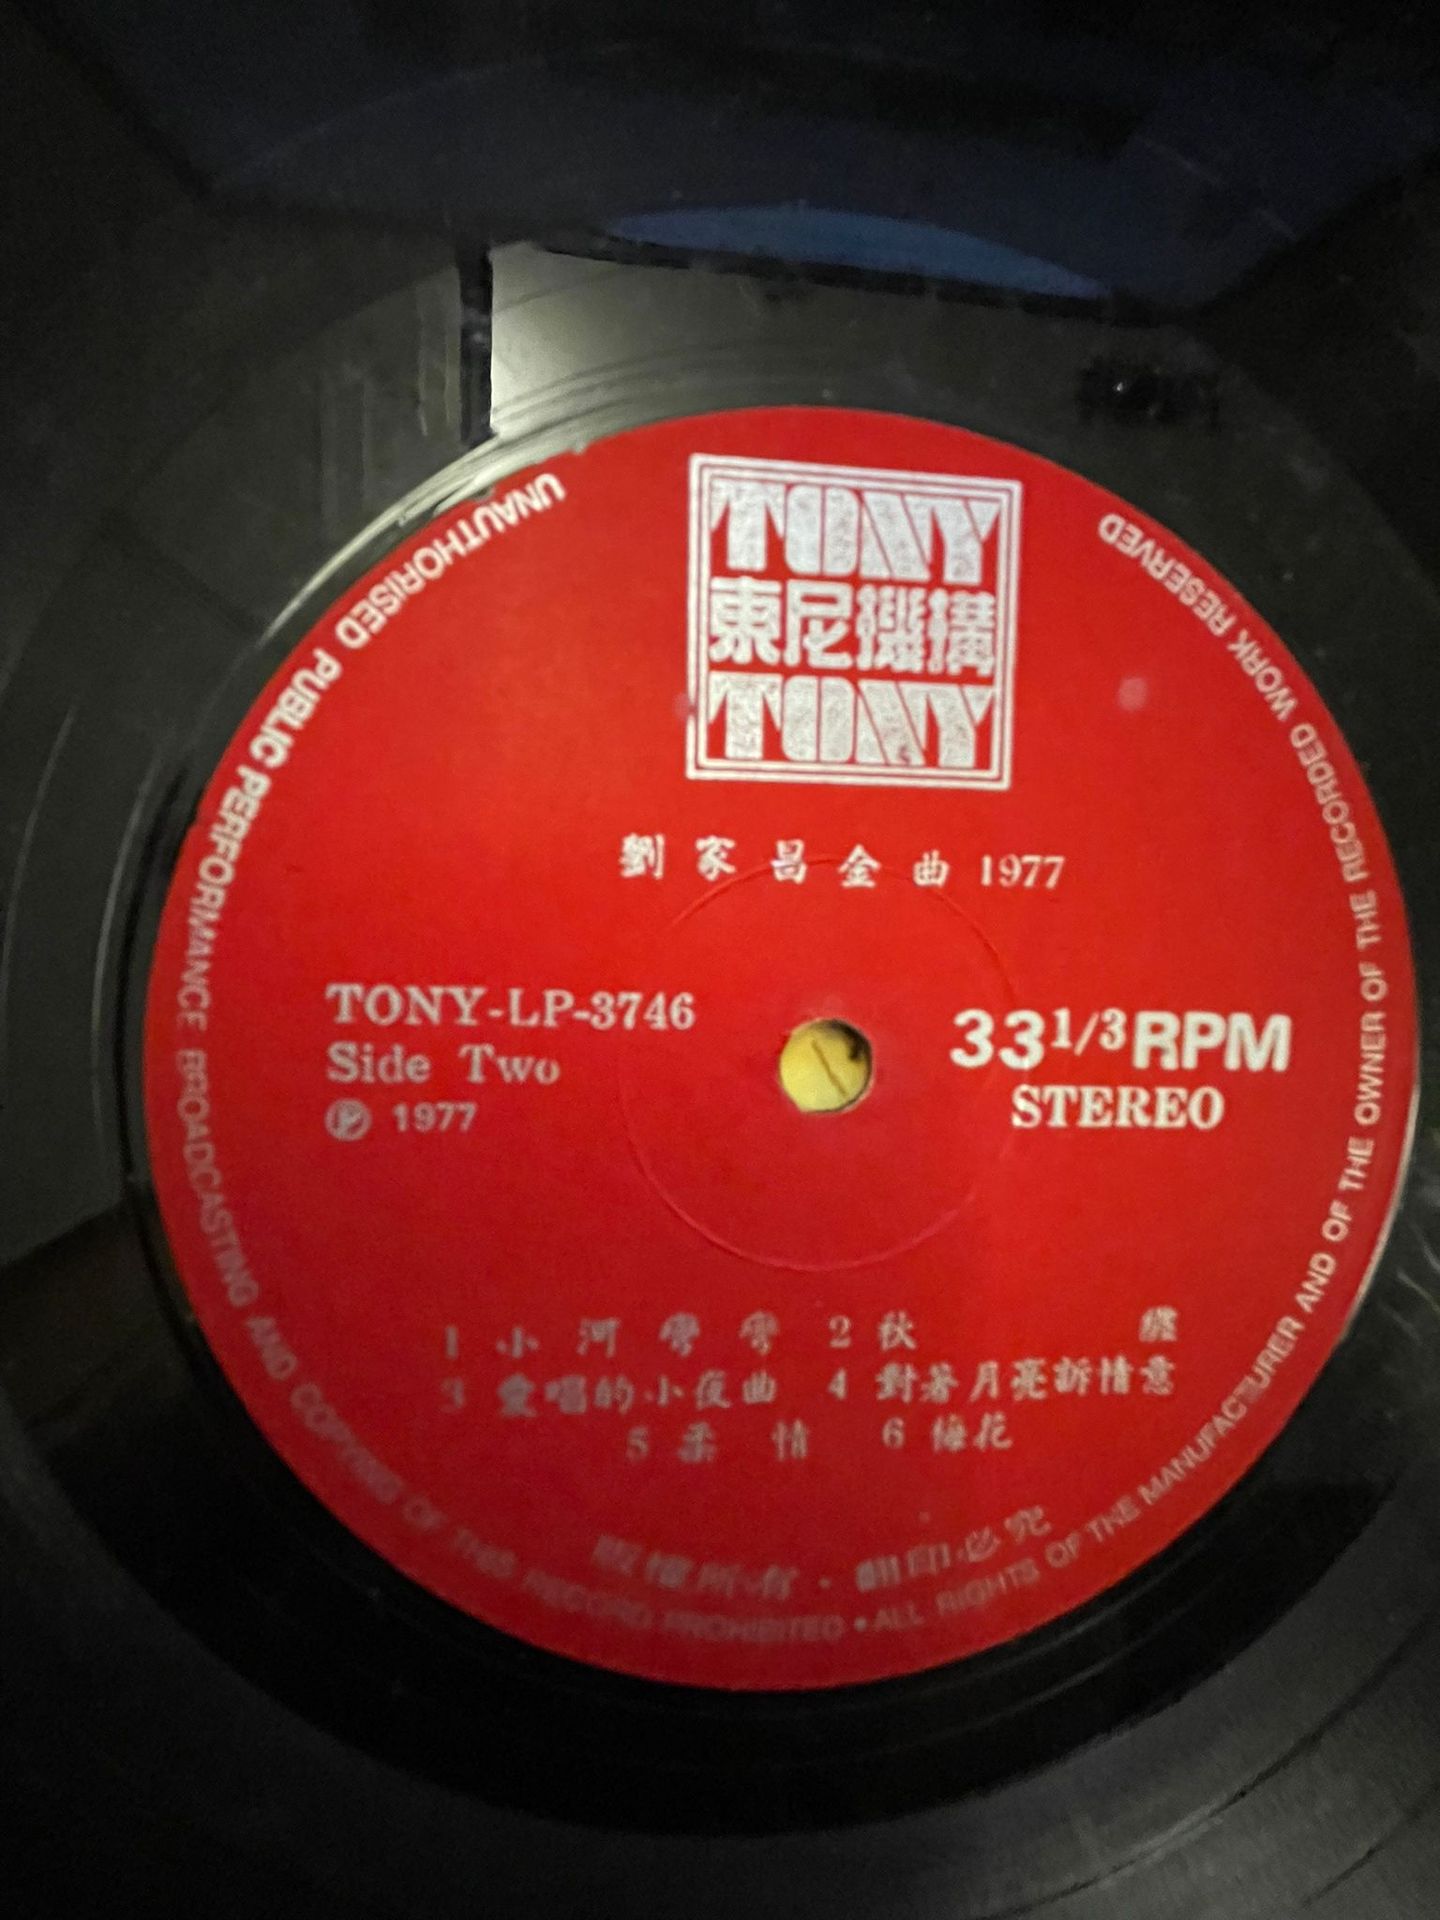 TONY
東尼機構
TONY
劉家昌金曲 1977
TONY-LP-3746
Side Two
Ⓟ 1977
33 1/3 RPM
STEREO
1 小河彎彎 2 秋纏
3 愛唱的小夜曲 4 對著月亮訴情意
5 柔情 6 梅花
版權所有・翻印必究
UNAUTHORISED PUBLIC PERFORMANCE BROADCASTING AND COPYING OF THIS RECORD PROHIBITED • ALL RIGHTS OF THE MANUFACTURER AND OF THE OWNER OF THE RECORDED WORK RESERVED